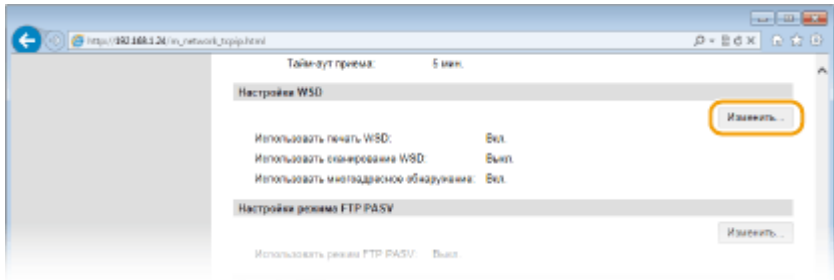 http://192.168.1.24/m_network_tcpip.html
Тайм-аут приема: 5 мин.
Настройки WSD
Изменить...
Использовать печать WSD: Вкл.
Использовать сканирование WSD: Выкл.
Использовать многоадресное обнаружение: Вкл.
Настройки режима FTP PASV
Изменить...
Использовать режим FTP PASV: Выкл.